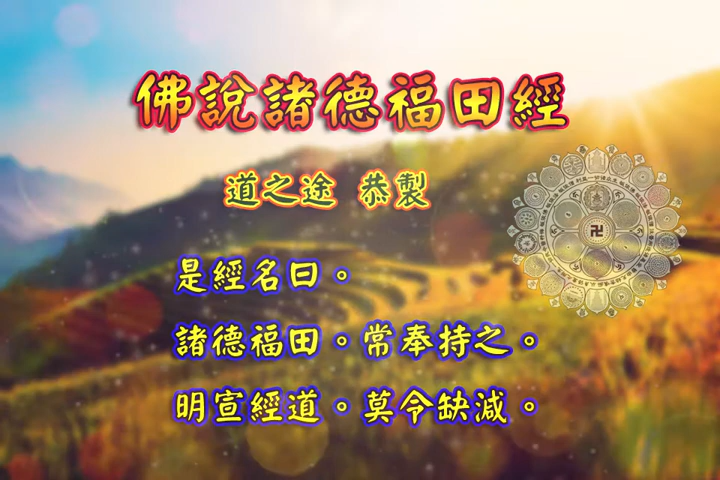 佛說諸德福田經
道之途 恭製
是經名曰。
諸德福田。常奉持之。
明宣經道。莫令缺減。
卍